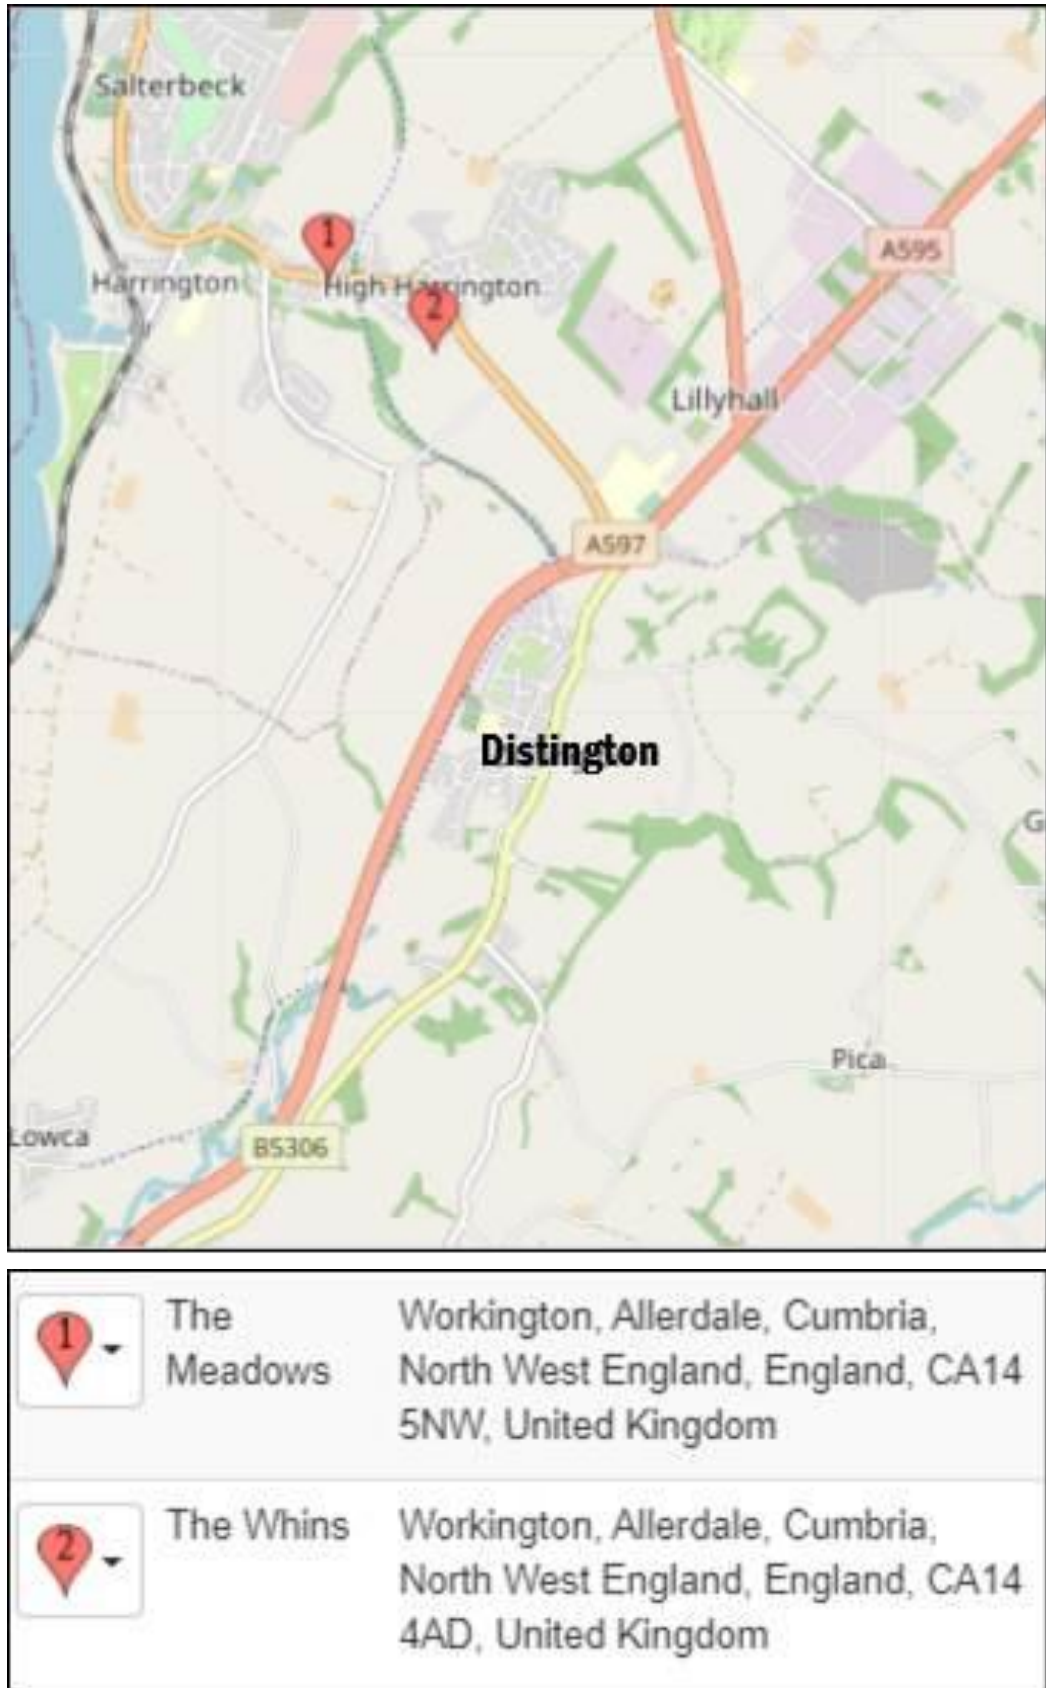 Salterbeck
A595
1
Harrington
High Harrington
2
Lillyhall
A597
Distington
G
Pica
Lowca
B5306
1
The
Meadows
Workington, Allerdale, Cumbria,
North West England, England, CA14
5NW, United Kingdom
2
The Whins
Workington, Allerdale, Cumbria,
North West England, England, CA14
4AD, United Kingdom